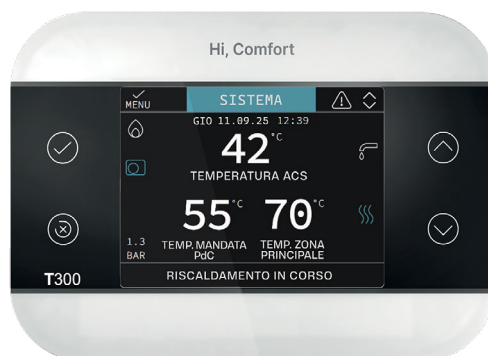 Hi, Comfort
MENU SISTEMA
GIO 11.09.25 12:39
42°C
TEMPERATURA ACS
55°C 70°C
1.3 BAR
TEMP. MANDATA PdC
TEMP. ZONA PRINCIPALE
RISCALDAMENTO IN CORSO
T300